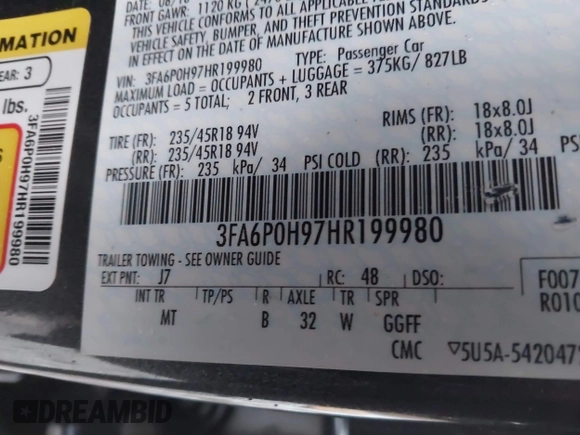 FRONT GAWR: 1120 KG
THIS VEHICLE CONFORMS TO ALL APPLICABLE
VEHICLE SAFETY, BUMPER, AND THEFT PREVENTION STAND
IN EFFECT ON THE DATE OF MANUFACTURE SHOWN
VIN: 3FA6P0H97HR199980 TYPE: Passenger Car
MAXIMUM LOAD = OCCUPANTS + LUGGAGE = 375KG/ 827LB
OCCUPANTS = 5 TOTAL; 2 FRONT, 3 REAR
TIRE (FR): 235/45R18 94V RIMS (FR): 18x8.0J
(RR): 235/45R18 94V (RR): 18x8.0J
PRESSURE (FR): 235 kPa/ 34 PSI COLD (RR): 235 kPa/ 34 PS
3FA6P0H97HR199980
TRAILER TOWING - SEE OWNER GUIDE
EXT PNT: J7 RC: 48 DSO:
INT TR TP/PS R AXLE TR SPR
MT B 32 W GGFF
F007
R010
CMC ▽5U5A-542047
RMATION
EAR: 3
lbs.
3FA6P0H97HR199980
DREAMBID